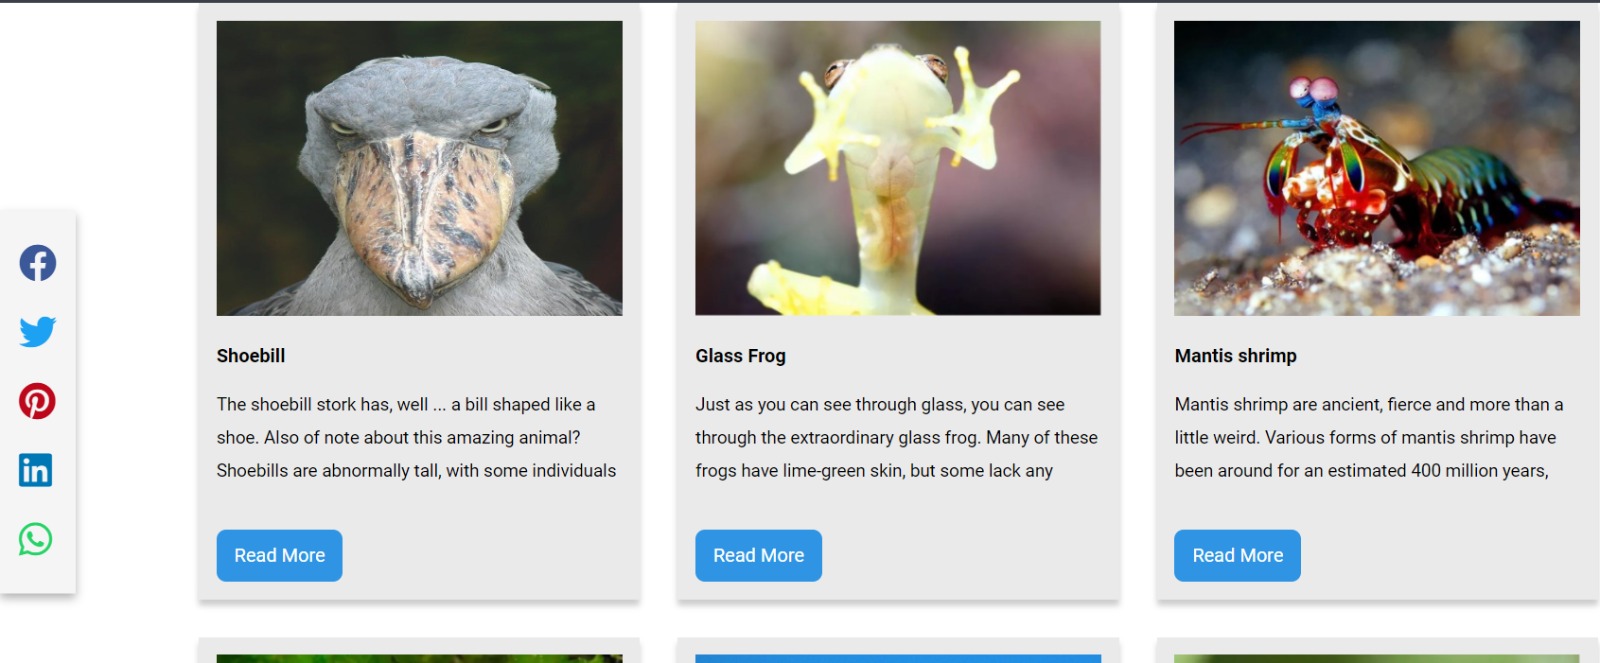 Shoebill
The shoebill stork has, well ... a bill shaped like a
shoe. Also of note about this amazing animal?
Shoebills are abnormally tall, with some individuals
Read More
Glass Frog
Just as you can see through glass, you can see
through the extraordinary glass frog. Many of these
frogs have lime-green skin, but some lack any
Read More
Mantis shrimp
Mantis shrimp are ancient, fierce and more than a
little weird. Various forms of mantis shrimp have
been around for an estimated 400 million years,
Read More